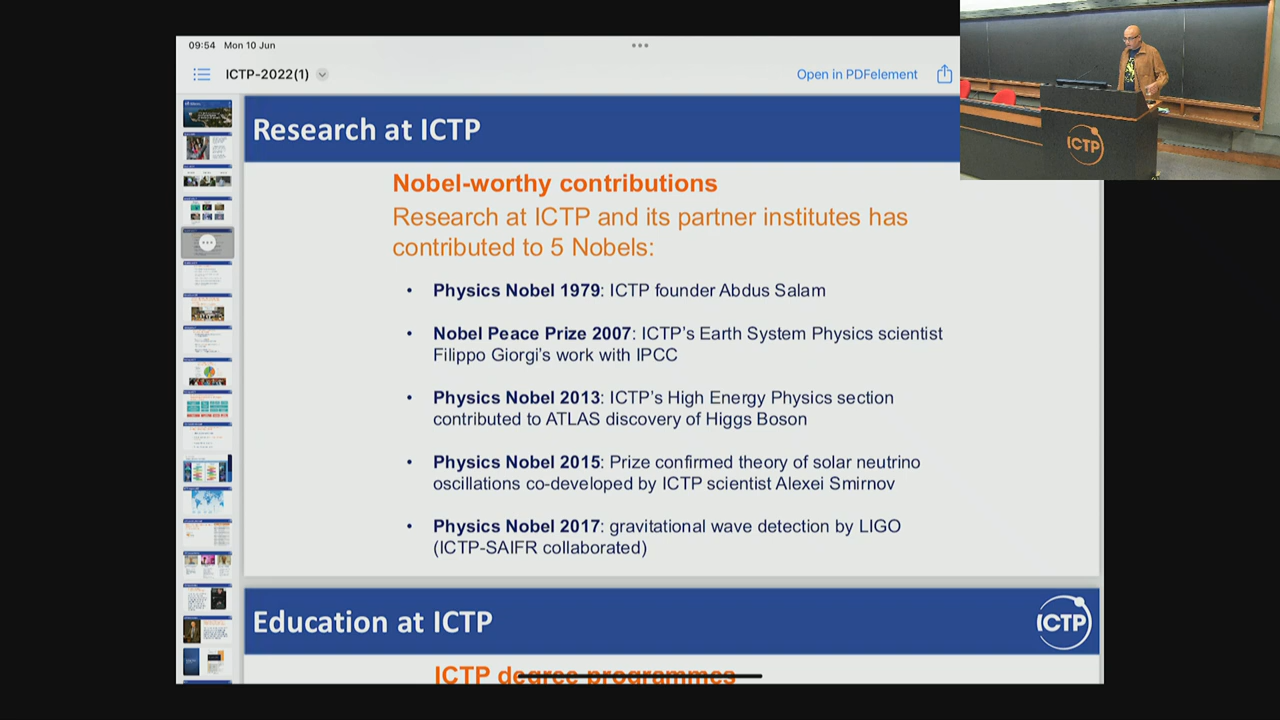 09:54 Mon 10 Jun
ICTP-2022(1)
Open in PDFelement
Research at ICTP
Nobel-worthy contributions
Research at ICTP and its partner institutes has
contributed to 5 Nobels:
• Physics Nobel 1979: ICTP founder Abdus Salam
• Nobel Peace Prize 2007: ICTP's Earth System Physics scientist
Filippo Giorgi's work with IPCC
• Physics Nobel 2013: ICTP's High Energy Physics section
contributed to ATLAS discovery of Higgs Boson
• Physics Nobel 2015: Prize confirmed theory of solar neutrino
oscillations co-developed by ICTP scientist Alexei Smirnov
• Physics Nobel 2017: gravitational wave detection by LIGO
(ICTP-SAIFR collaborated)
Education at ICTP
ICTP
ICTP degree programmes
ICTP